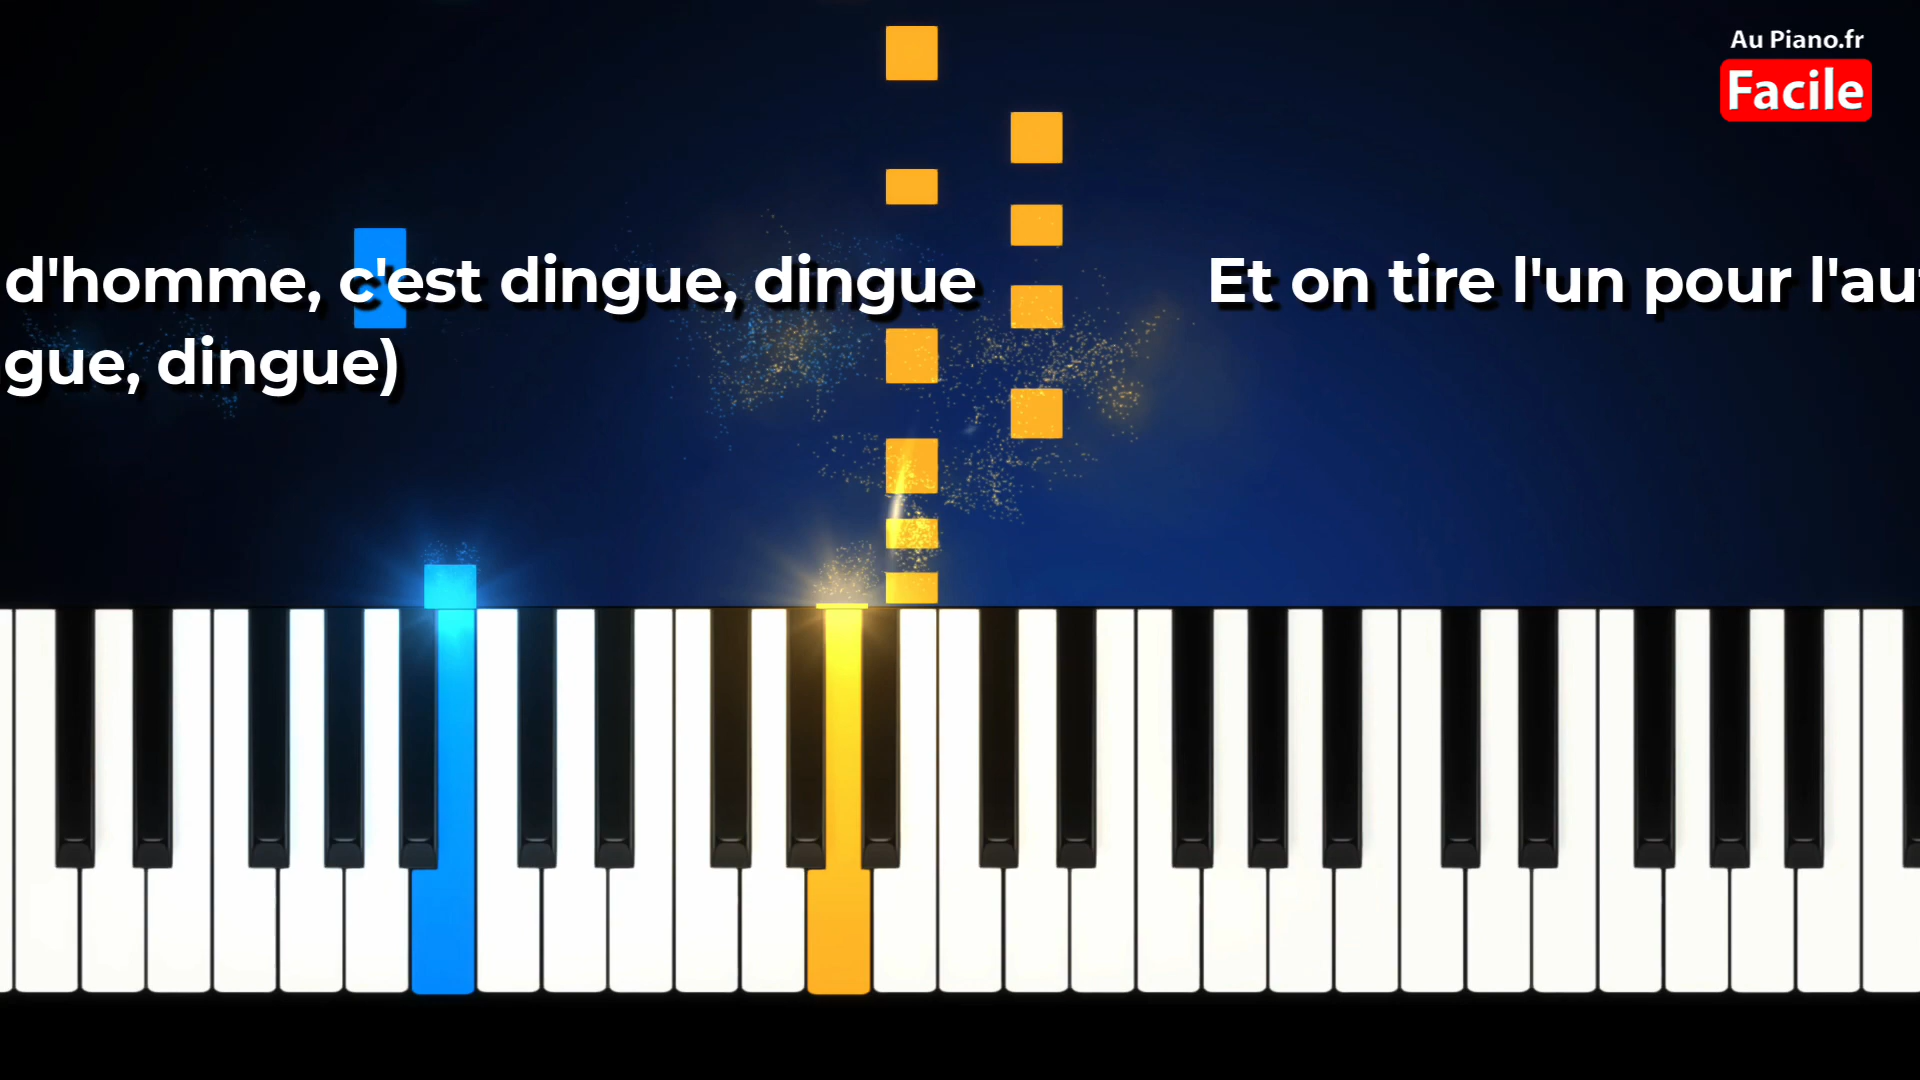 Au Piano.fr
Facile
d'homme, c'est dingue, dingue
Et on tire l'un pour l'au
gue, dingue)